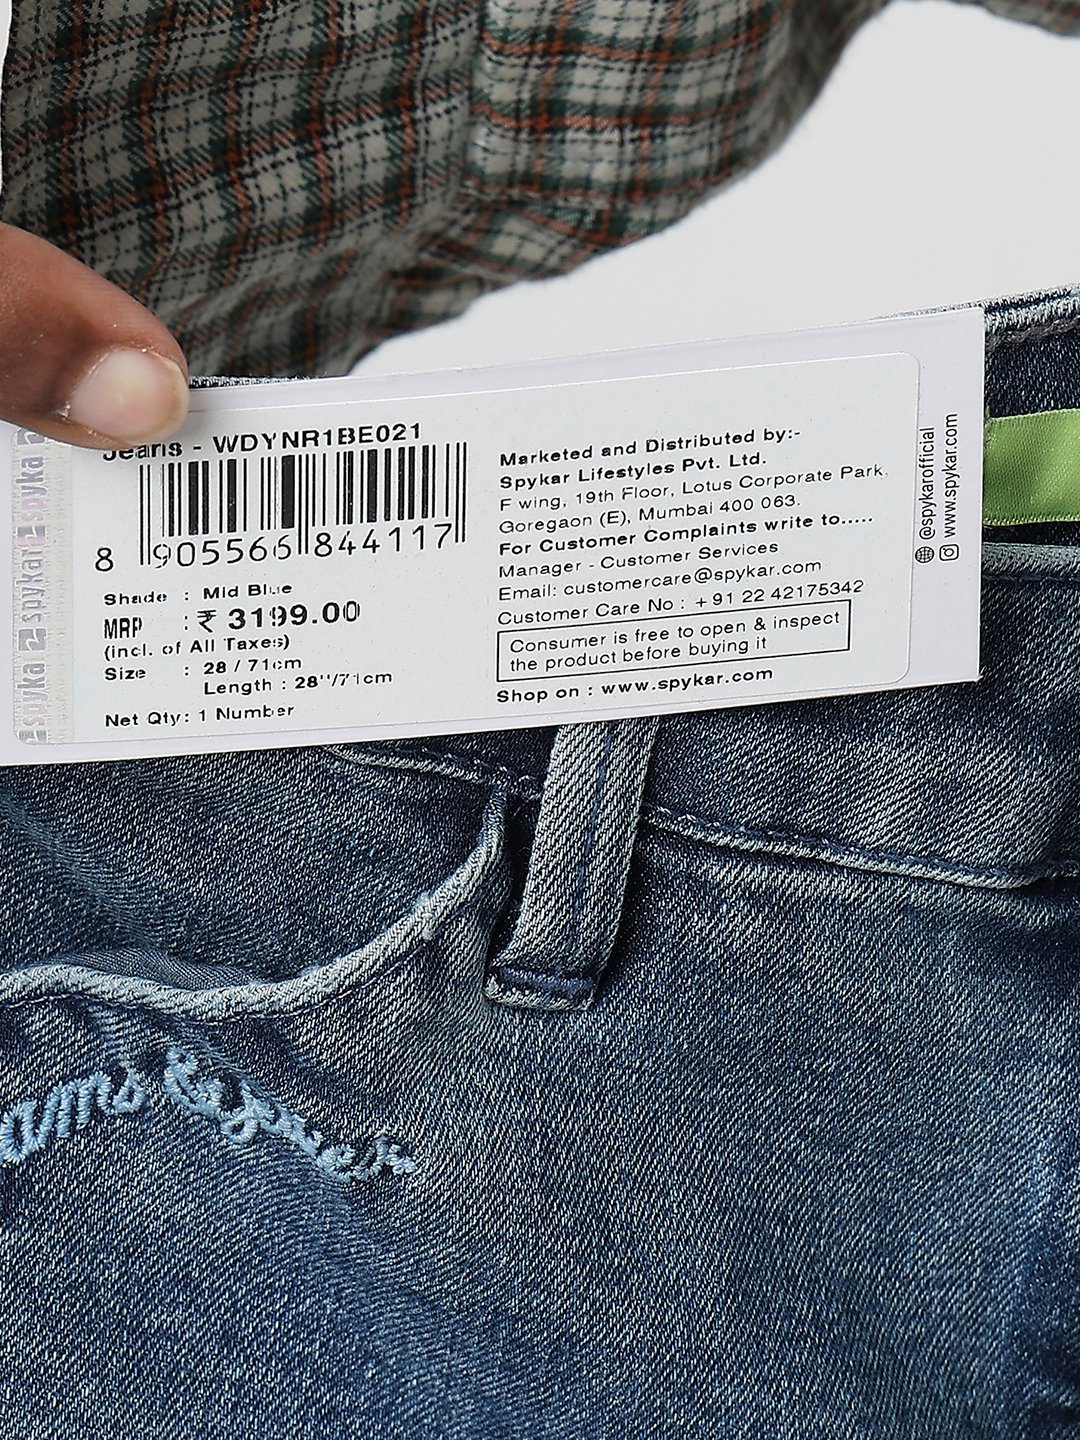 Jeans - WDYNR1BE021
8 905566 844117
Shade : Mid Blue
MRP : ₹ 3199.00
(incl. of All Taxes)
Size : 28 / 71cm
Length : 28''/71cm
Net Qty: 1 Number
Marketed and Distributed by:-
Spykar Lifestyles Pvt. Ltd.
F wing, 19th Floor, Lotus Corporate Park,
Goregaon (E), Mumbai 400 063.
For Customer Complaints write to.....
Manager - Customer Services
Email: customercare@spykar.com
Customer Care No : +91 22 42175342
Consumer is free to open & inspect
the product before buying it
Shop on : www.spykar.com
@spykarofficial
www.spykar.com
spyka
spykar
spyka